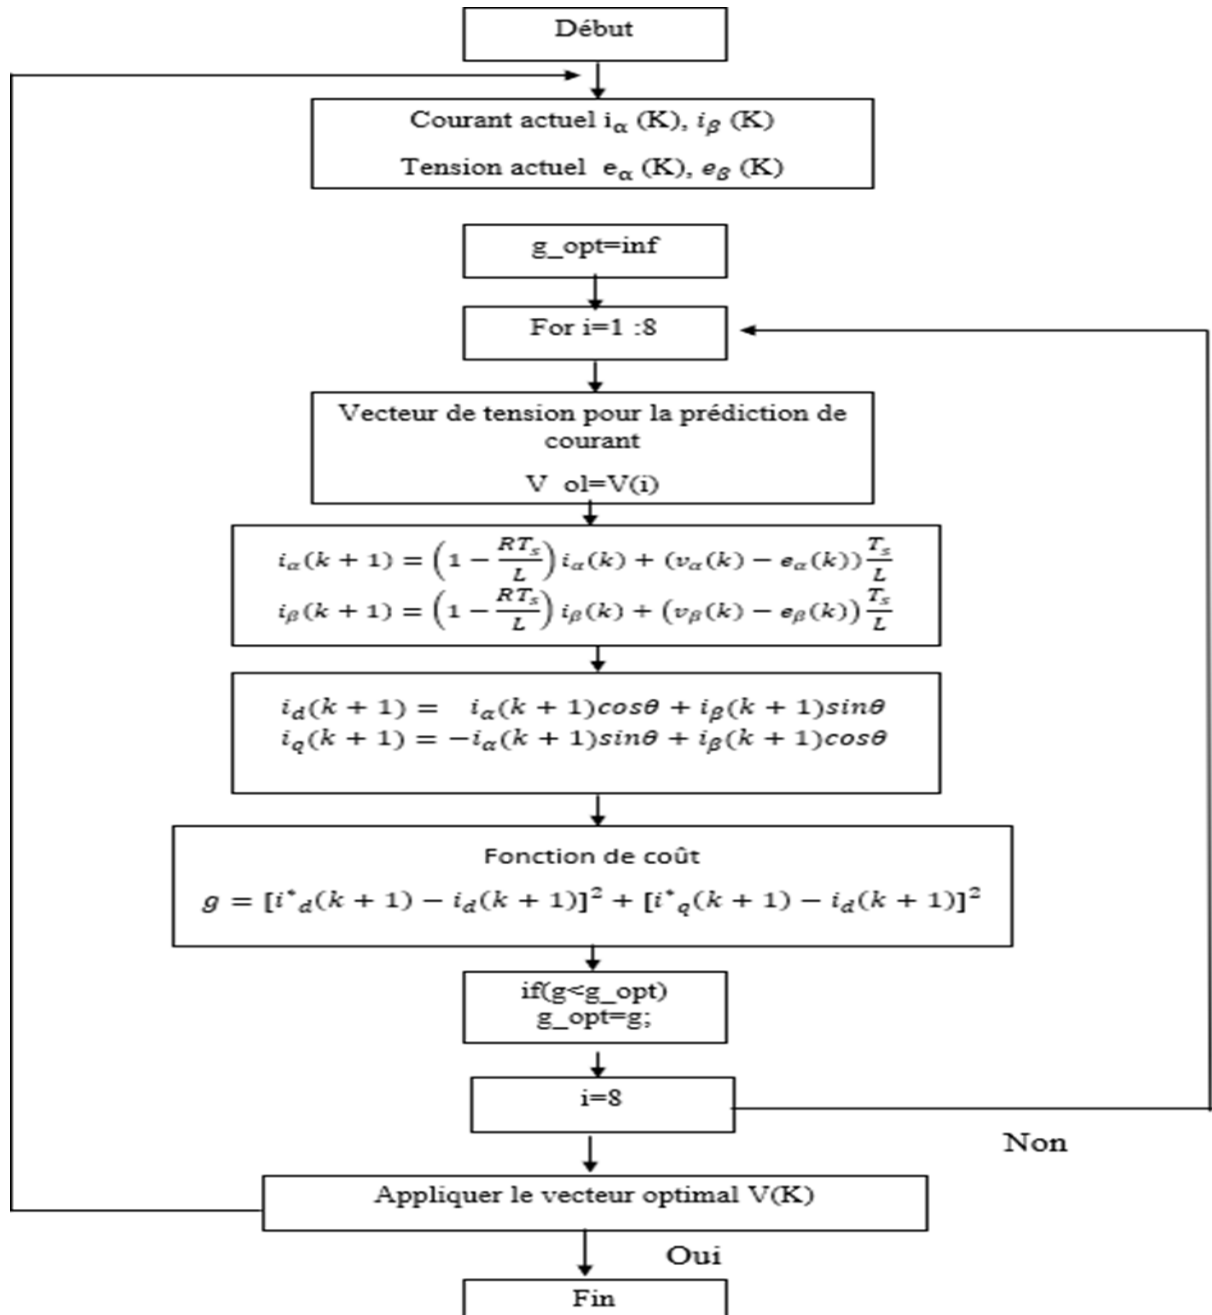 Début
Courant actuel iα (K), iβ (K)
Tension actuel eα (K), eβ (K)
g_opt=inf
For i=1 :8
Vecteur de tension pour la prédiction de
courant
V ol=V(i)
iα(k + 1) = (1 − RTs/L) iα(k) + (vα(k) − eα(k)) Ts/L
iβ(k + 1) = (1 − RTs/L) iβ(k) + (vβ(k) − eβ(k)) Ts/L
id(k + 1) = iα(k + 1)cosθ + iβ(k + 1)sinθ
iq(k + 1) = −iα(k + 1)sinθ + iβ(k + 1)cosθ
Fonction de coût
g = [i*d(k + 1) − id(k + 1)]² + [i*q(k + 1) − id(k + 1)]²
if(g<g_opt)
g_opt=g;
i=8
Non
Appliquer le vecteur optimal V(K)
Oui
Fin